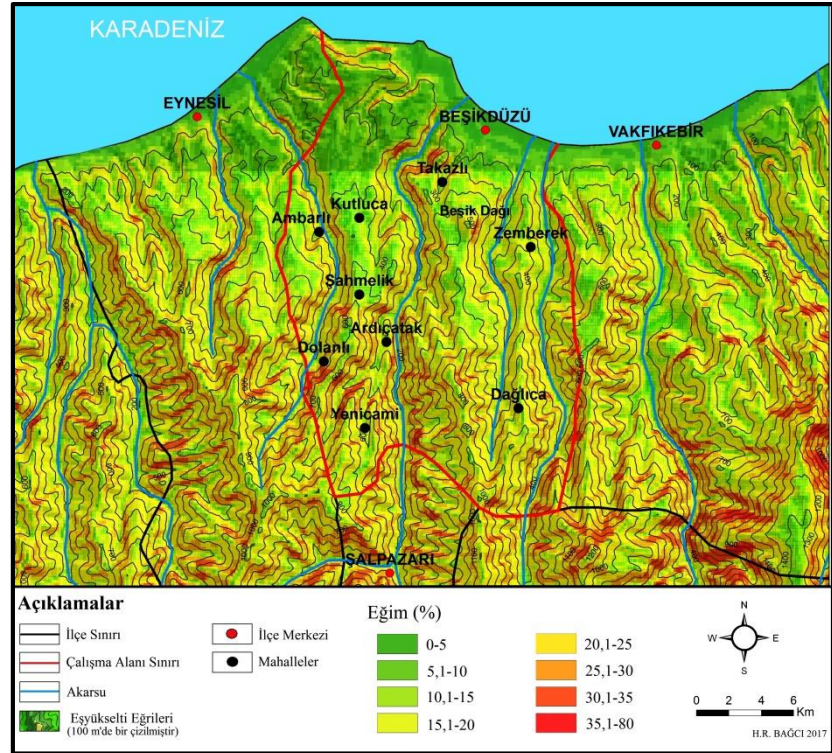 KARADENİZ
EYNESİL
BEŞİKDÜZÜ
VAKFIKEBİR
Takazlı
Kutluca
Beşik Dağı
Ambarlı
Zemberek
Şahmelik
Ardıçatak
Dolanlı
Dağlıca
Yeniçami
ŞALPAZARI
Açıklamalar
İlçe Sınırı
Çalışma Alanı Sınırı
Akarsu
Eşyükselti Eğrileri
(100 m'de bir çizilmiştir)
İlçe Merkezi
Mahalleler
Eğim (%)
0-5
5,1-10
10,1-15
15,1-20
20,1-25
25,1-30
30,1-35
35,1-80
N
W E
S
0 2 4 6
Km
H.R. BAĞCI 2017